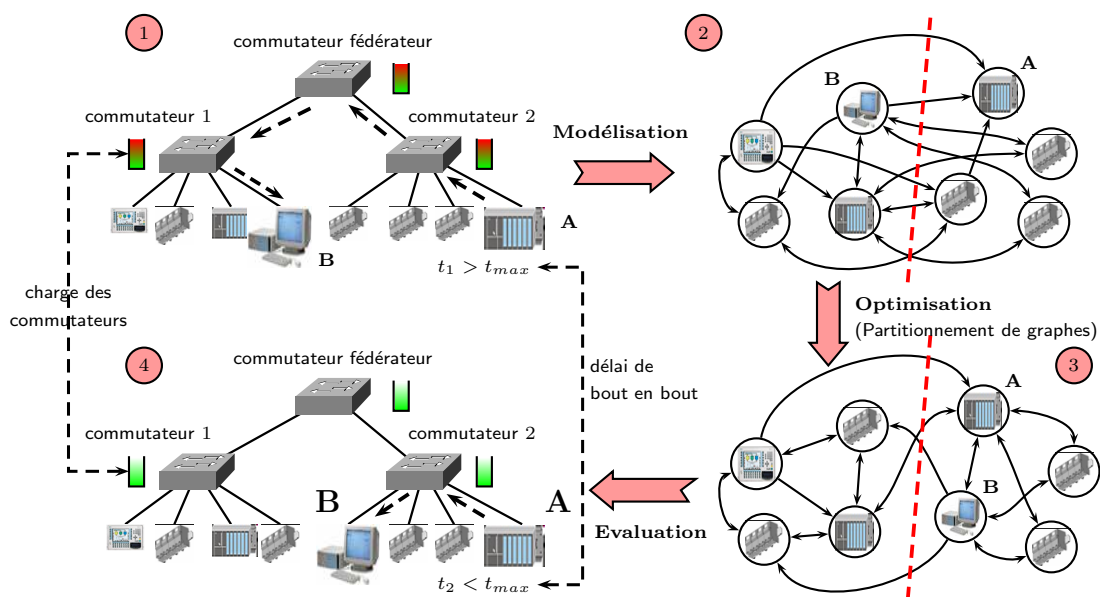 1
commutateur fédérateur
commutateur 1
commutateur 2
A
B
t1 > tmax
charge des
commutateurs
Modélisation
2
B
A
Optimisation
(Partitionnement de graphes)
3
A
B
Evaluation
délai de
bout en bout
4
commutateur fédérateur
commutateur 1
commutateur 2
B
A
t2 < tmax